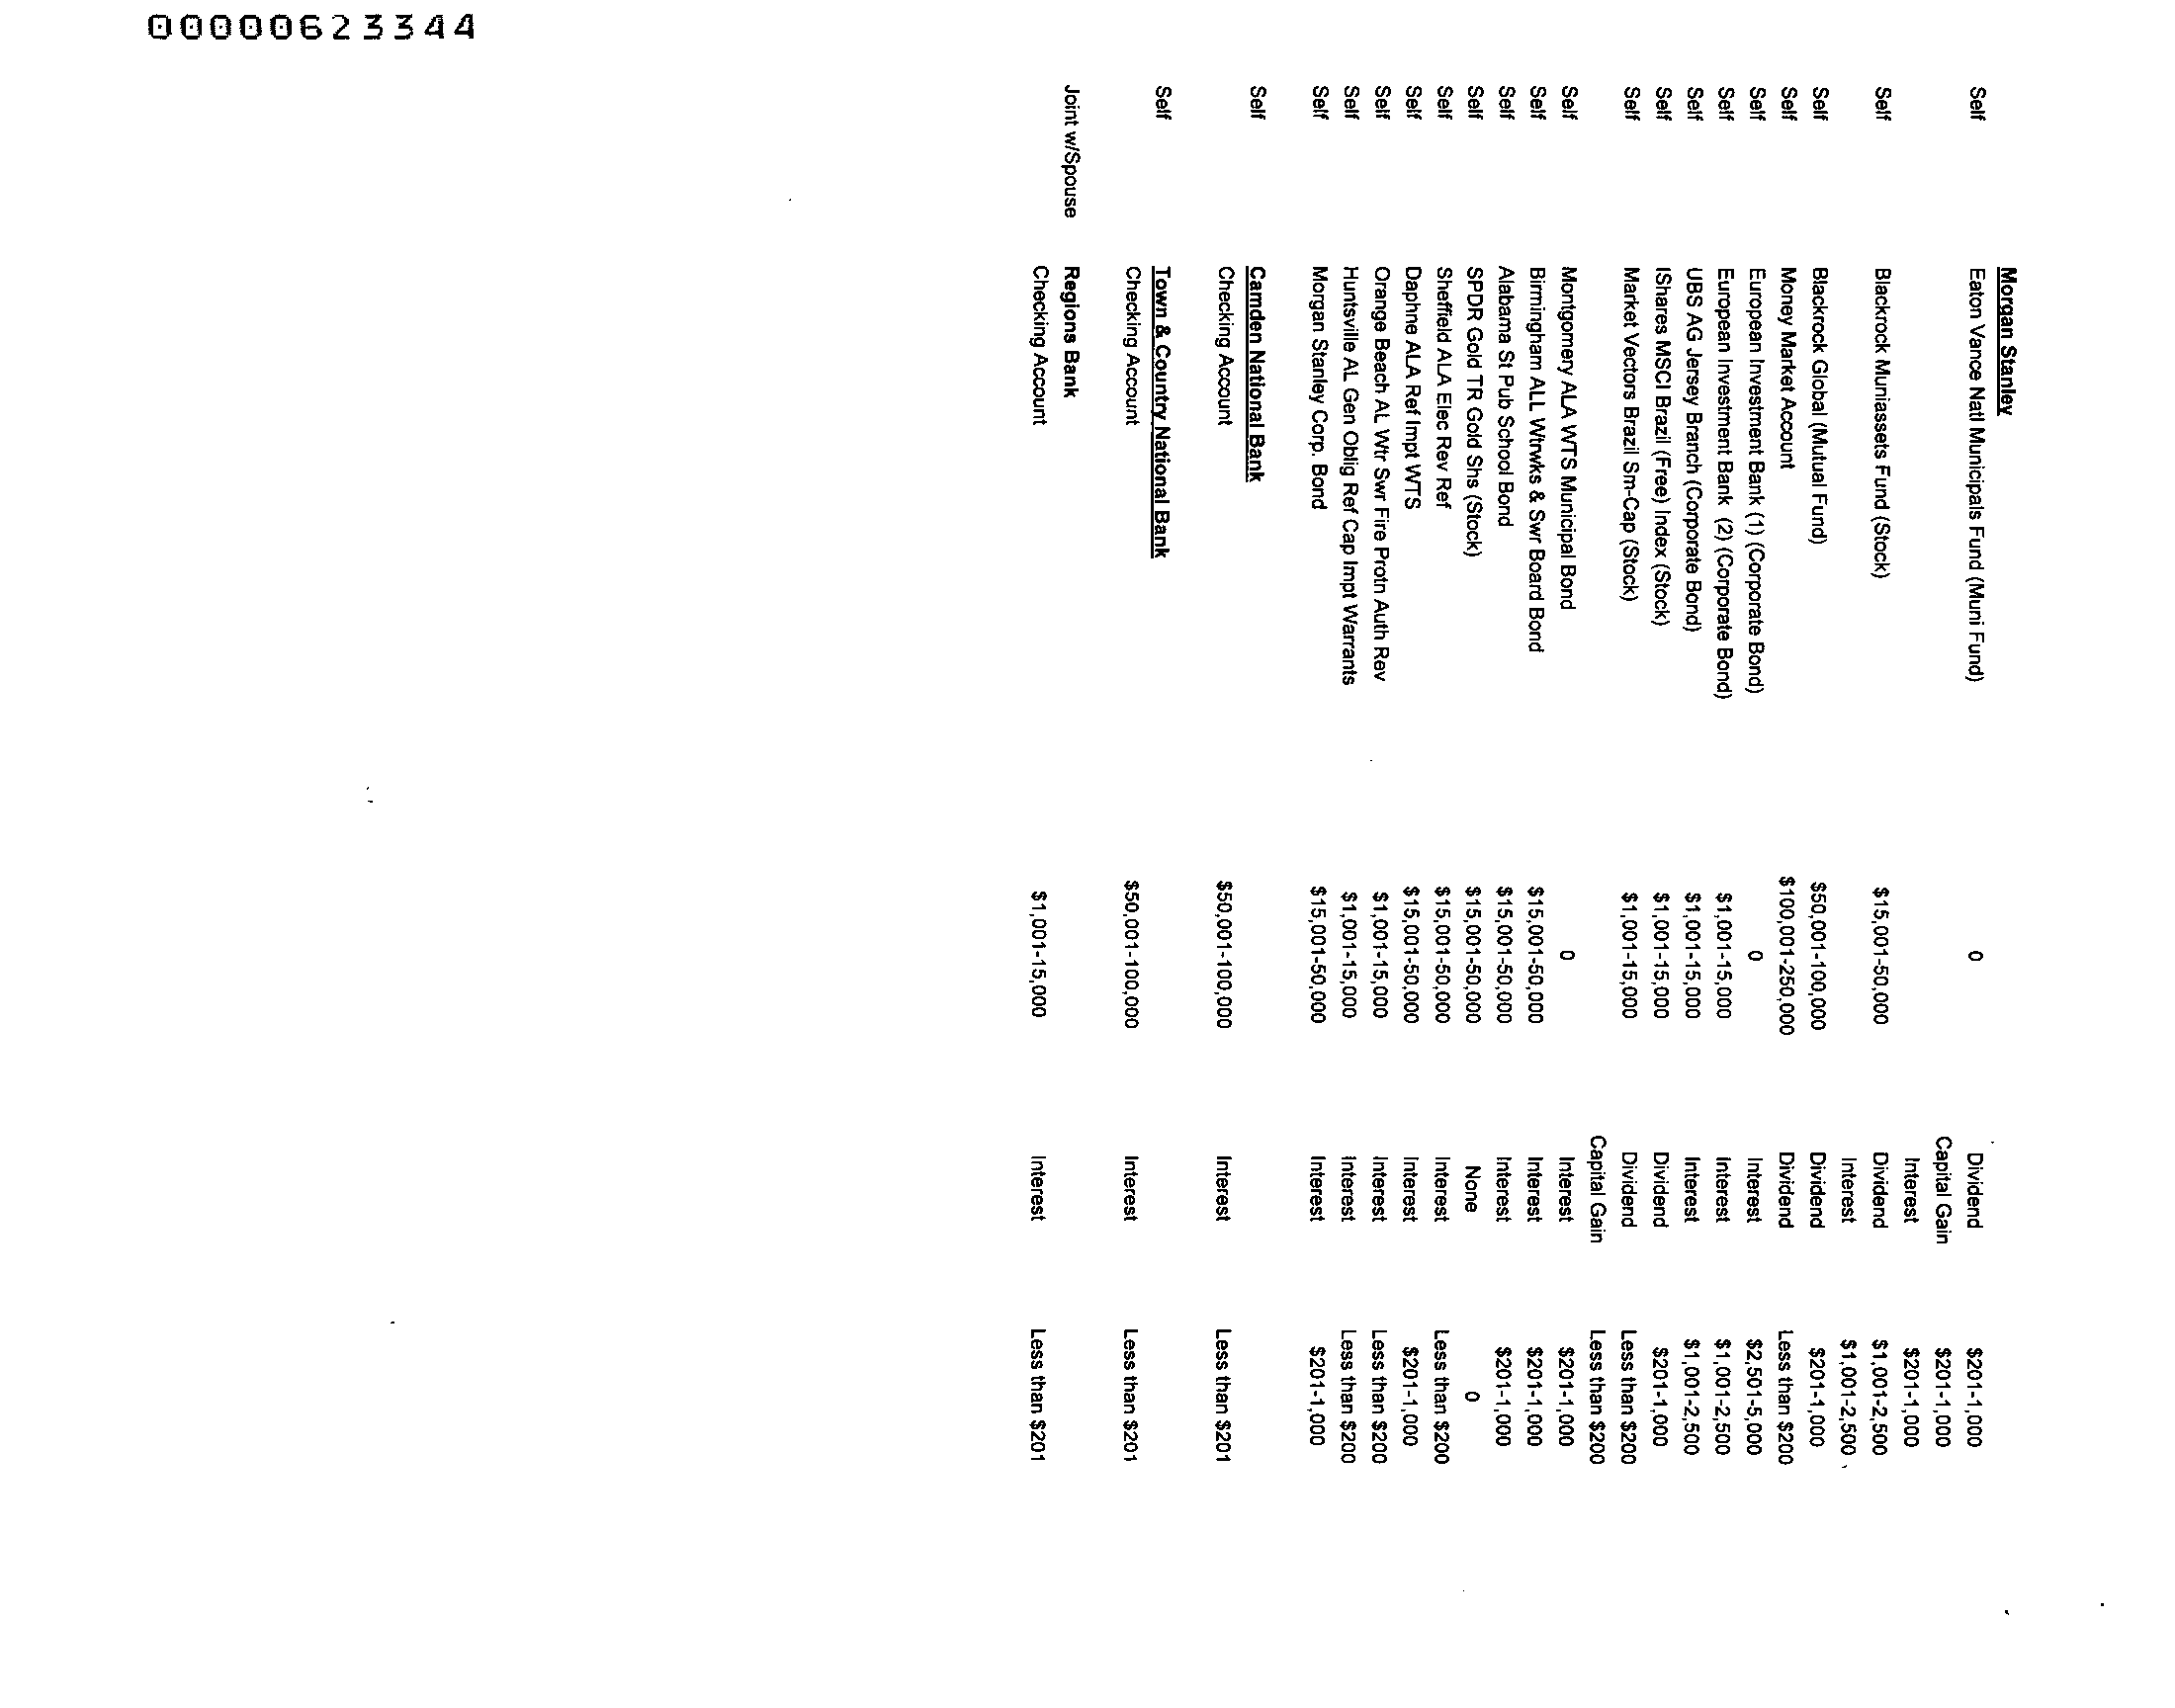 00000623344
Morgan Stanley
Self Eaton Vance Natl Municipals Fund (Muni Fund) 0 Dividend $201-1,000
Capital Gain $201-1,000
Interest $201-1,000
Self Blackrock Muniassets Fund (Stock) $15,001-50,000 Dividend $1,001-2,500
Interest $1,001-2,500
Self Blackrock Global (Mutual Fund) $50,001-100,000 Dividend $201-1,000
Self Money Market Account $100,001-250,000 Dividend Less than $200
Self European Investment Bank (1) (Corporate Bond) 0 Interest $2,501-5,000
Self European Investment Bank (2) (Corporate Bond) $1,001-15,000 Interest $1,001-2,500
Self UBS AG Jersey Branch (Corporate Bond) $1,001-15,000 Interest $1,001-2,500
Self IShares MSCI Brazil (Free) Index (Stock) $1,001-15,000 Dividend $201-1,000
Self Market Vectors Brazil Sm-Cap (Stock) $1,001-15,000 Dividend Less than $200
Capital Gain Less than $200
Self Montgomery ALA WTS Municipal Bond 0 Interest $201-1,000
Self Birmingham ALL Wtrwks & Swr Board Bond $15,001-50,000 Interest $201-1,000
Self Alabama St Pub School Bond $15,001-50,000 Interest $201-1,000
Self SPDR Gold TR Gold Shs (Stock) $15,001-50,000 None 0
Self Sheffield ALA Elec Rev Ref $15,001-50,000 Interest Less than $200
Self Daphne ALA Ref Impt WTS $15,001-50,000 Interest $201-1,000
Self Orange Beach AL Wtr Swr Fire Protn Auth Rev $1,001-15,000 Interest Less than $200
Self Huntsville AL Gen Oblig Ref Cap Impt Warrants $1,001-15,000 Interest Less than $200
Self Morgan Stanley Corp. Bond $15,001-50,000 Interest $201-1,000
Self Camden National Bank
Checking Account $50,001-100,000 Interest Less than $201
Self Town & Country National Bank
Checking Account $50,001-100,000 Interest Less than $201
Joint w/Spouse Regions Bank
Checking Account $1,001-15,000 Interest Less than $201